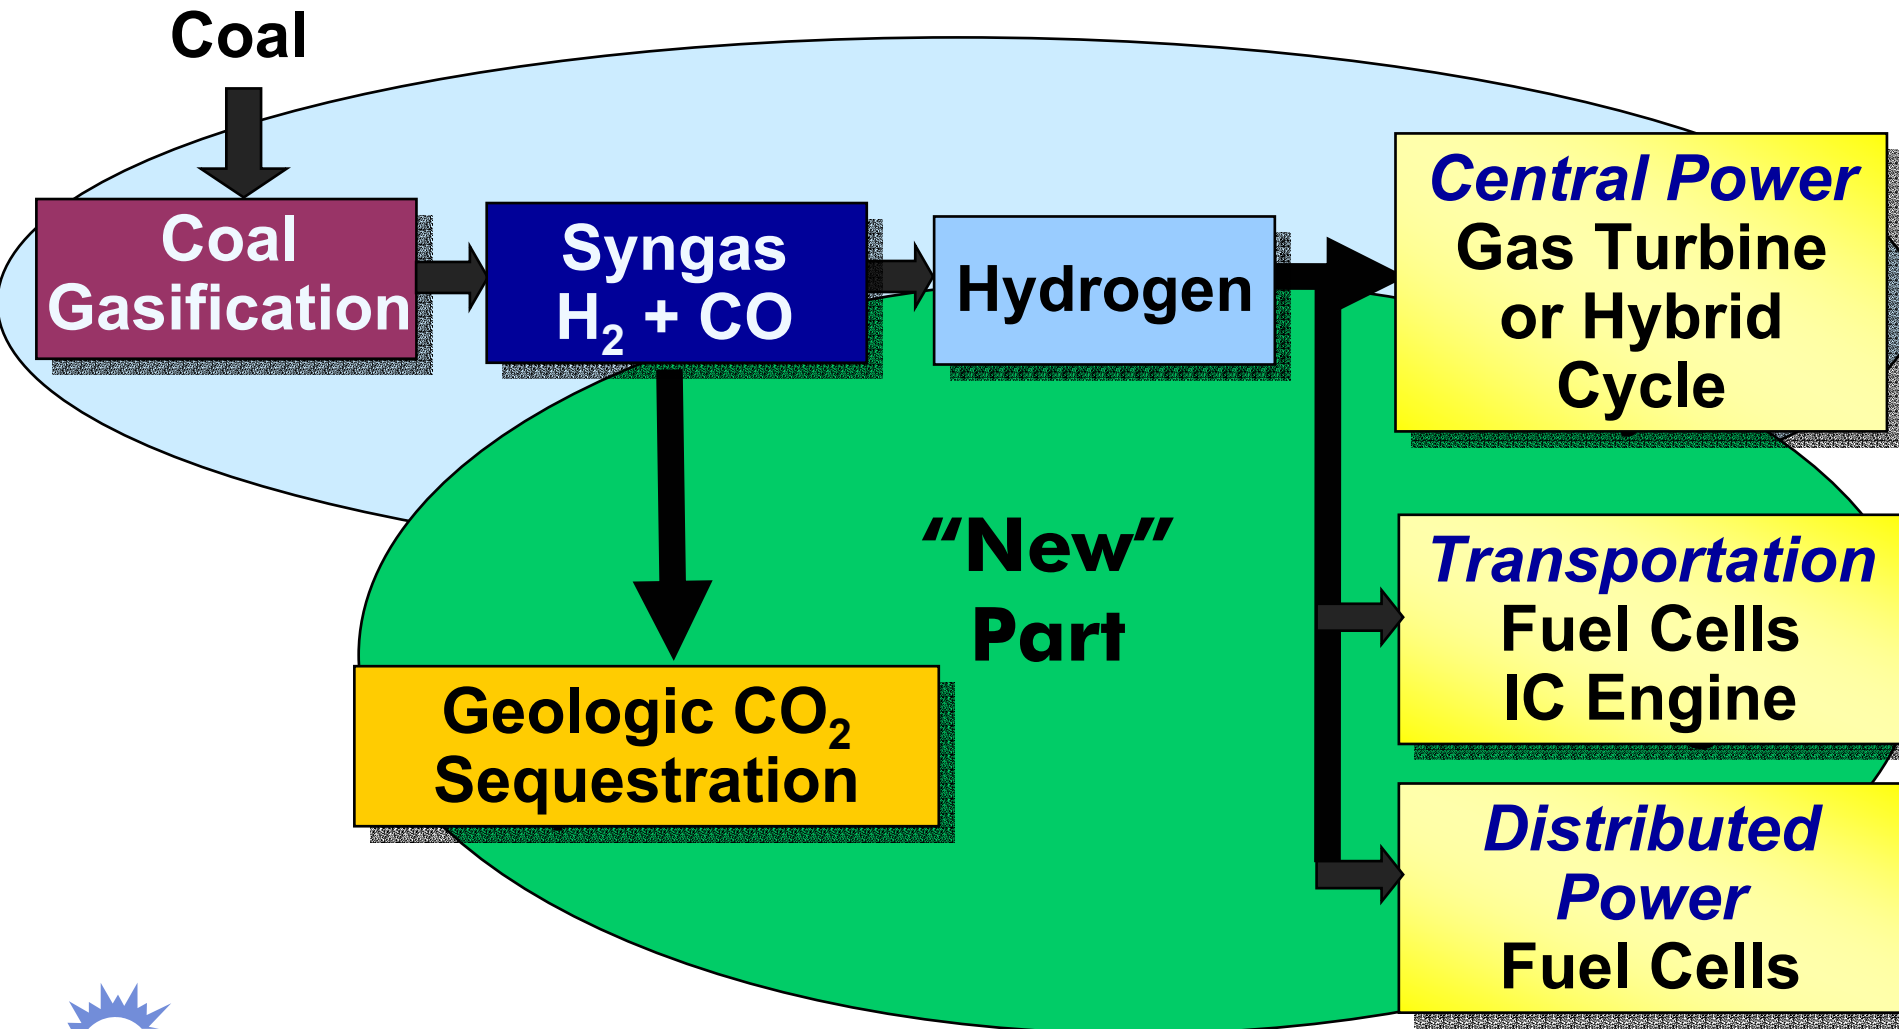 Coal
Coal
Gasification
Syngas
H₂ + CO
Hydrogen
Central Power
Gas Turbine
or Hybrid
Cycle
"New"
Part
Transportation
Fuel Cells
IC Engine
Geologic CO₂
Sequestration
Distributed
Power
Fuel Cells